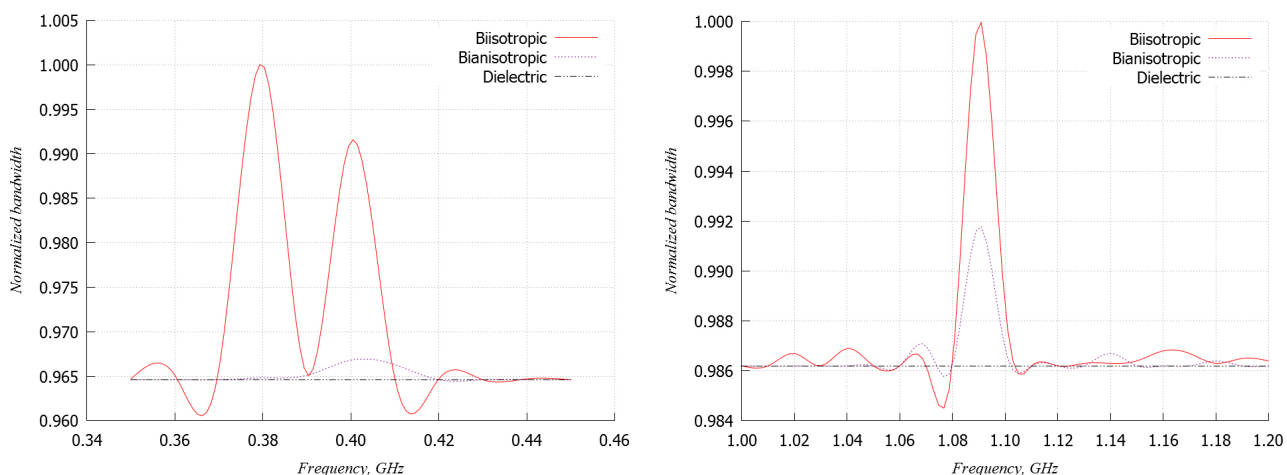 1.005
1.000
0.995
0.990
0.985
0.980
0.975
0.970
0.965
0.960
Normalized bandwidth
Biisotropic
Bianisotropic
Dielectric
0.34 0.36 0.38 0.40 0.42 0.44 0.46
Frequency, GHz
1.000
0.998
0.996
0.994
0.992
0.990
0.988
0.986
0.984
Normalized bandwidth
Biisotropic
Bianisotropic
Dielectric
1.00 1.02 1.04 1.06 1.08 1.10 1.12 1.14 1.16 1.18 1.20
Frequency, GHz